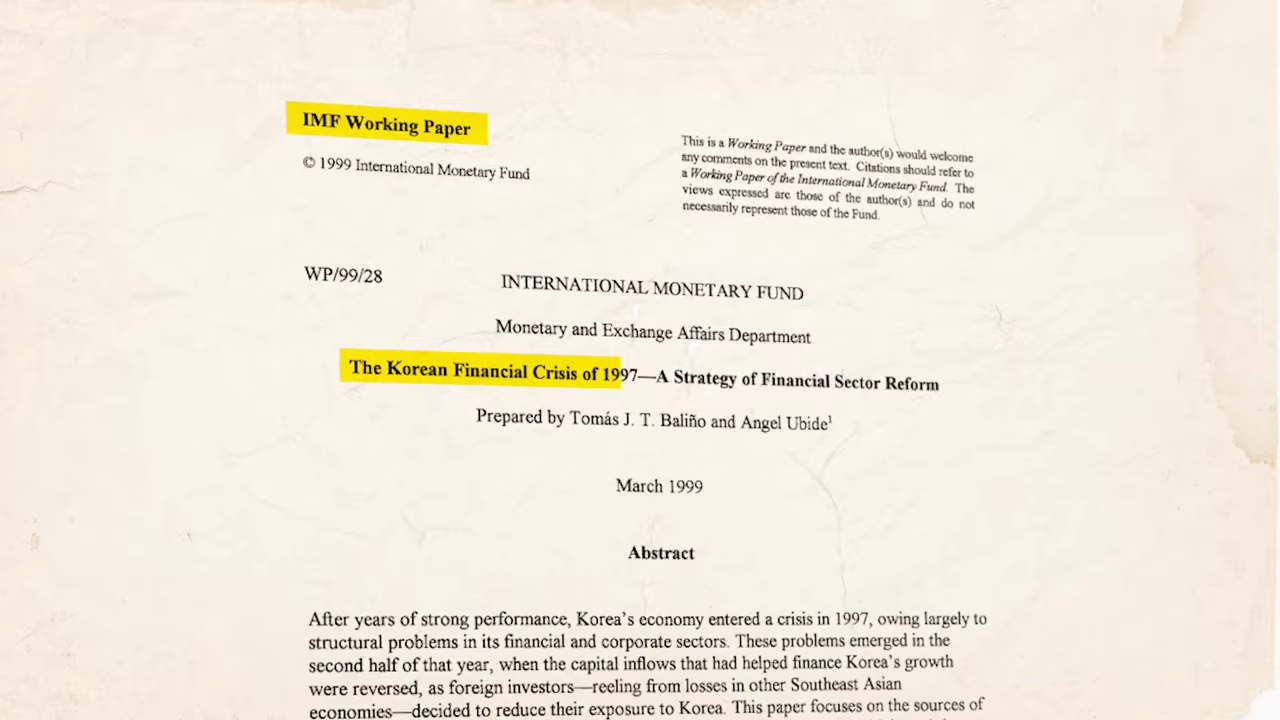 IMF Working Paper
© 1999 International Monetary Fund
This is a Working Paper and the author(s) would welcome
any comments on the present text. Citations should refer to
a Working Paper of the International Monetary Fund. The
views expressed are those of the author(s) and do not
necessarily represent those of the Fund.
WP/99/28
INTERNATIONAL MONETARY FUND
Monetary and Exchange Affairs Department
The Korean Financial Crisis of 1997—A Strategy of Financial Sector Reform
Prepared by Tomás J. T. Baliño and Angel Ubide¹
March 1999
Abstract
After years of strong performance, Korea's economy entered a crisis in 1997, owing largely to
structural problems in its financial and corporate sectors. These problems emerged in the
second half of that year, when the capital inflows that had helped finance Korea's growth
were reversed, as foreign investors—reeling from losses in other Southeast Asian
economies—decided to reduce their exposure to Korea. This paper focuses on the sources of